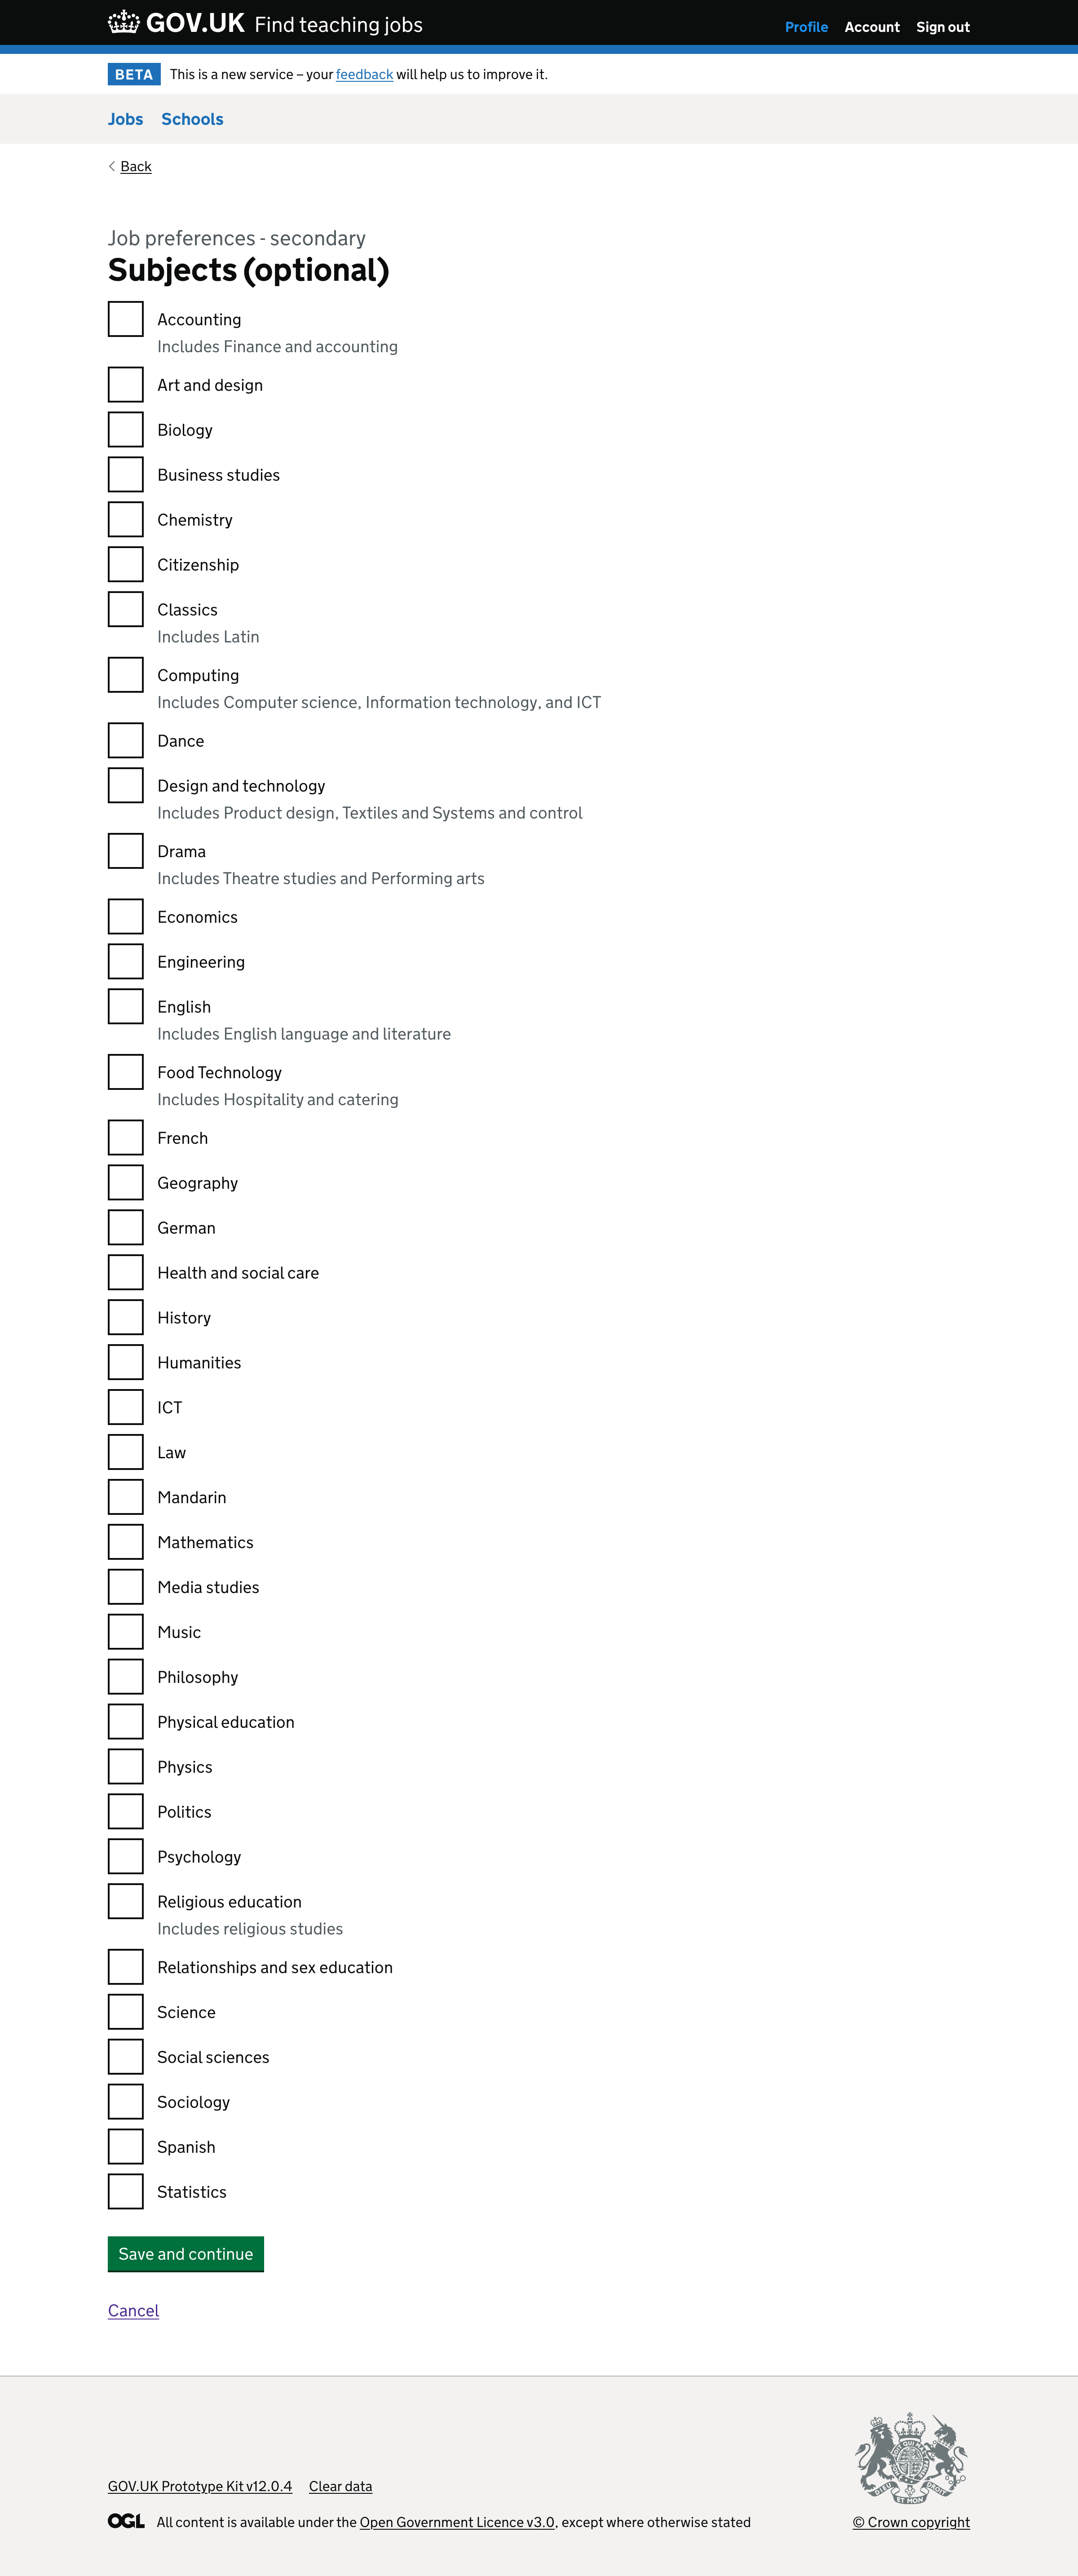 GOV.UK Find teaching jobs
Profile Account Sign out
BETA This is a new service – your feedback will help us to improve it.
Jobs Schools
Back
Job preferences - secondary
Subjects (optional)
Accounting
Includes Finance and accounting
Art and design
Biology
Business studies
Chemistry
Citizenship
Classics
Includes Latin
Computing
Includes Computer science, Information technology, and ICT
Dance
Design and technology
Includes Product design, Textiles and Systems and control
Drama
Includes Theatre studies and Performing arts
Economics
Engineering
English
Includes English language and literature
Food Technology
Includes Hospitality and catering
French
Geography
German
Health and social care
History
Humanities
ICT
Law
Mandarin
Mathematics
Media studies
Music
Philosophy
Physical education
Physics
Politics
Psychology
Religious education
Includes religious studies
Relationships and sex education
Science
Social sciences
Sociology
Spanish
Statistics
Save and continue
Cancel
GOV.UK Prototype Kit v12.0.4 Clear data
OGL All content is available under the Open Government Licence v3.0, except where otherwise stated
DIEU ET MON DROIT
© Crown copyright